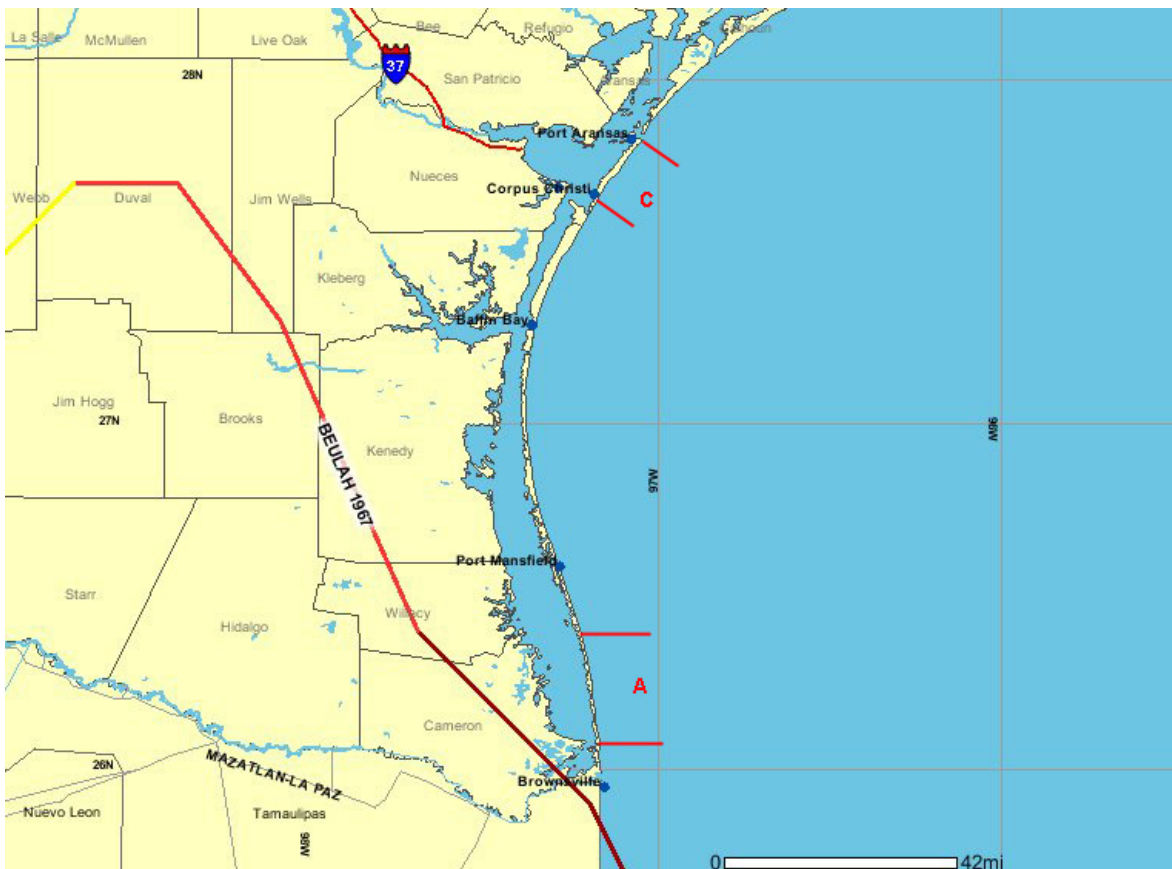 Bee
Refugio
Calhoun
La Salle
McMullen
Live Oak
37
28N
San Patricio
Aransas
Port Aransas
Nueces
Corpus Christi
C
Webb
Duval
Jim Wells
Kleberg
Baffin Bay
Jim Hogg
27N
Brooks
Kenedy
BEULAH 1967
97W
96W
Port Mansfield
Starr
Hidalgo
Willacy
A
Cameron
26N
MAZATLAN-LA PAZ
Brownsville
Nuevo Leon
Tamaulipas
98W
0
42mi